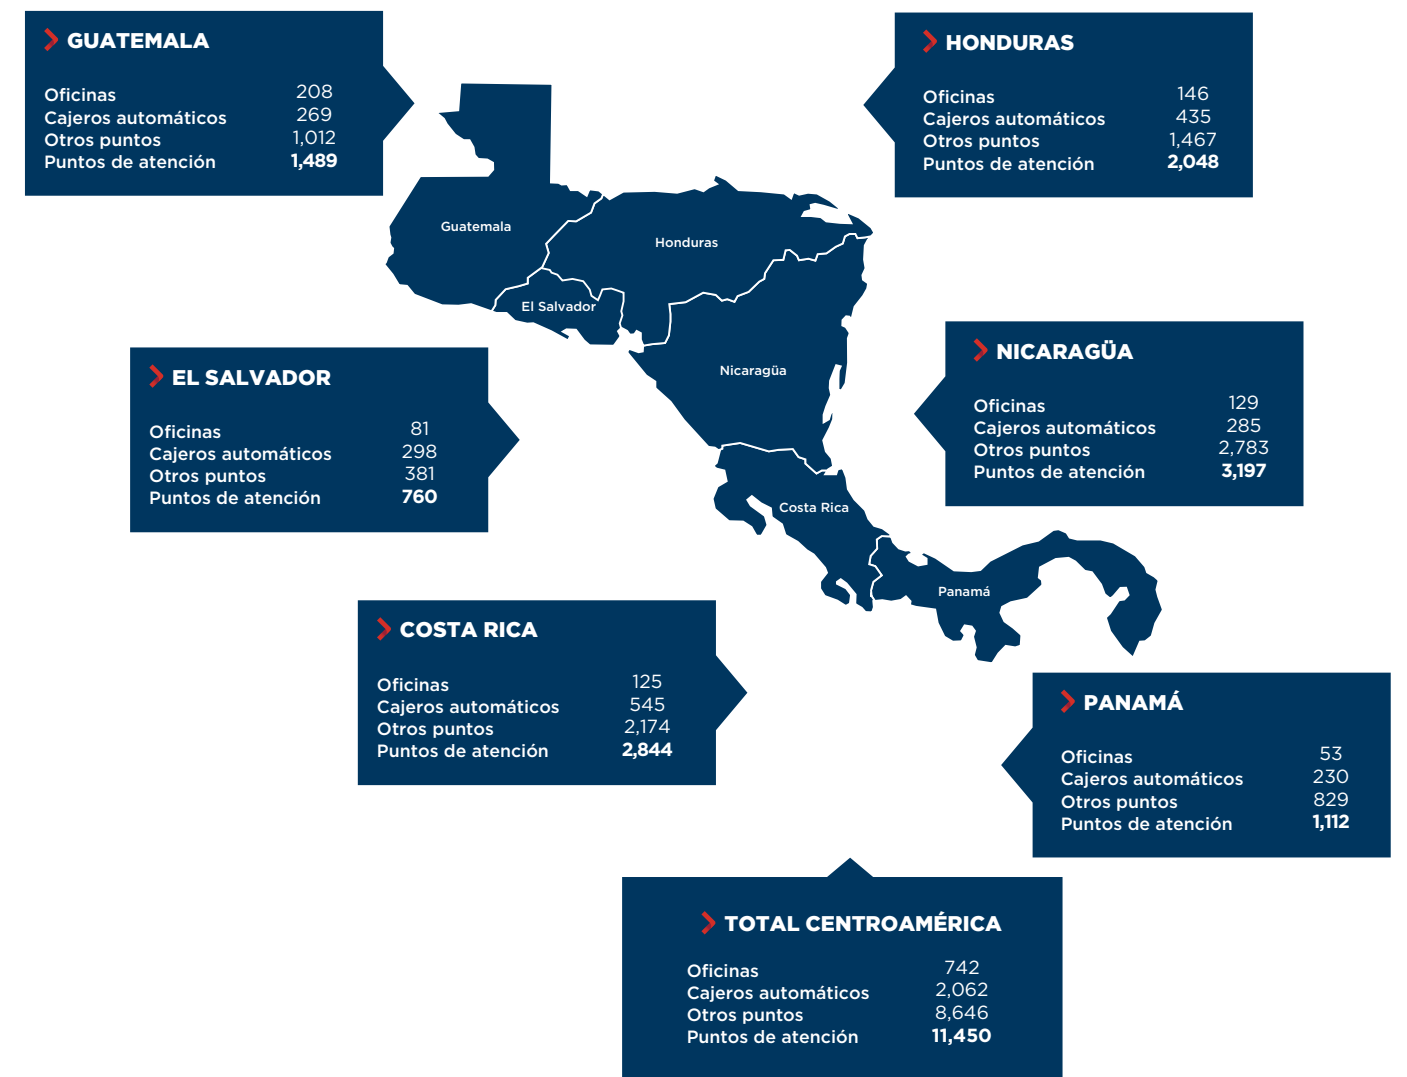 GUATEMALA
Oficinas 208
Cajeros automáticos 269
Otros puntos 1,012
Puntos de atención 1,489
HONDURAS
Oficinas 146
Cajeros automáticos 435
Otros puntos 1,467
Puntos de atención 2,048
Guatemala
Honduras
El Salvador
Nicaragüa
Costa Rica
Panamá
EL SALVADOR
Oficinas 81
Cajeros automáticos 298
Otros puntos 381
Puntos de atención 760
NICARAGÜA
Oficinas 129
Cajeros automáticos 285
Otros puntos 2,783
Puntos de atención 3,197
COSTA RICA
Oficinas 125
Cajeros automáticos 545
Otros puntos 2,174
Puntos de atención 2,844
PANAMÁ
Oficinas 53
Cajeros automáticos 230
Otros puntos 829
Puntos de atención 1,112
TOTAL CENTROAMÉRICA
Oficinas 742
Cajeros automáticos 2,062
Otros puntos 8,646
Puntos de atención 11,450